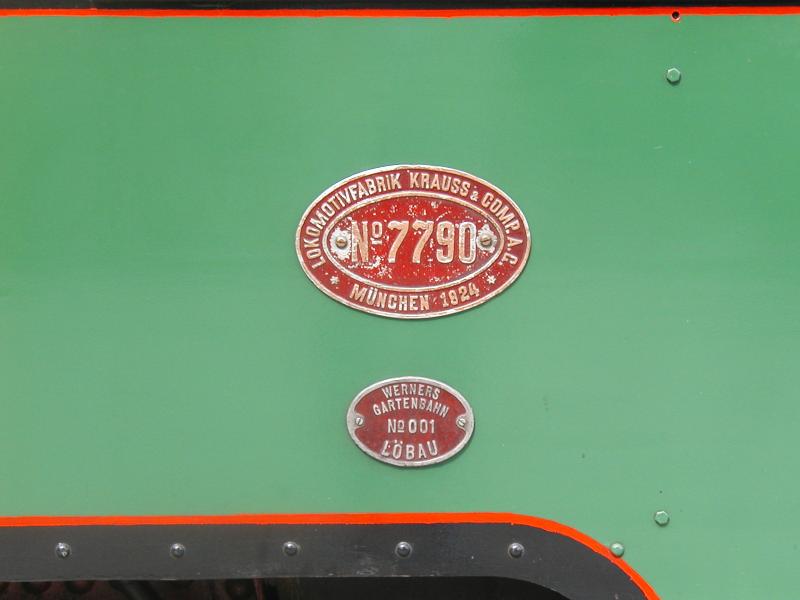 LOKOMOTIVFABRIK KRAUSS & COMP. A.G.
No 7790
* MÜNCHEN 1924 *
WERNERS
GARTENBAHN
No 001
LÖBAU